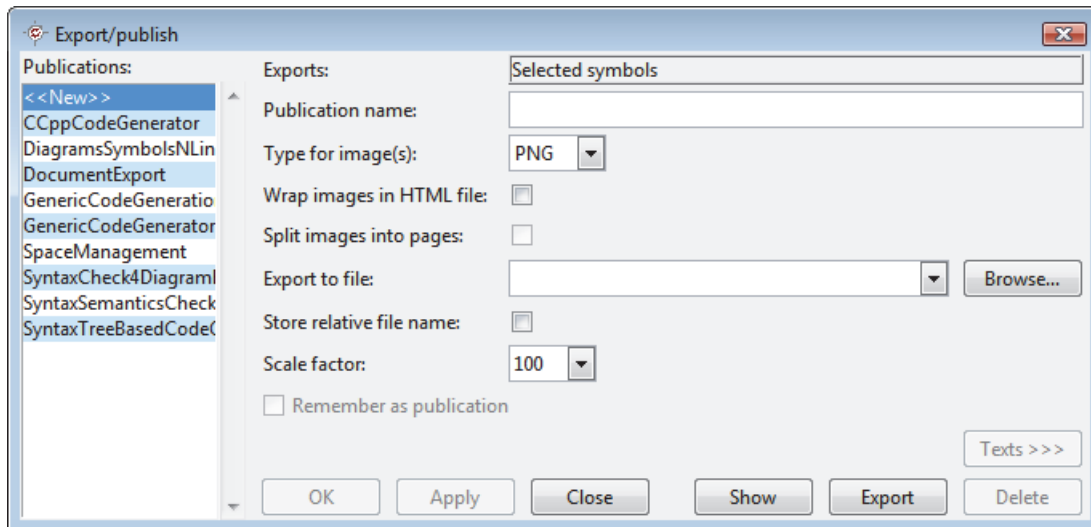 Export/publish
Publications:
<<New>>
CCppCodeGenerator
DiagramsSymbolsNLin
DocumentExport
GenericCodeGeneratio
GenericCodeGenerator
SpaceManagement
SyntaxCheck4Diagram
SyntaxSemanticsCheck
SyntaxTreeBasedCode
Exports: Selected symbols
Publication name:
Type for image(s): PNG
Wrap images in HTML file:
Split images into pages:
Export to file: Browse...
Store relative file name:
Scale factor: 100
Remember as publication
Texts >>>
OK Apply Close Show Export Delete